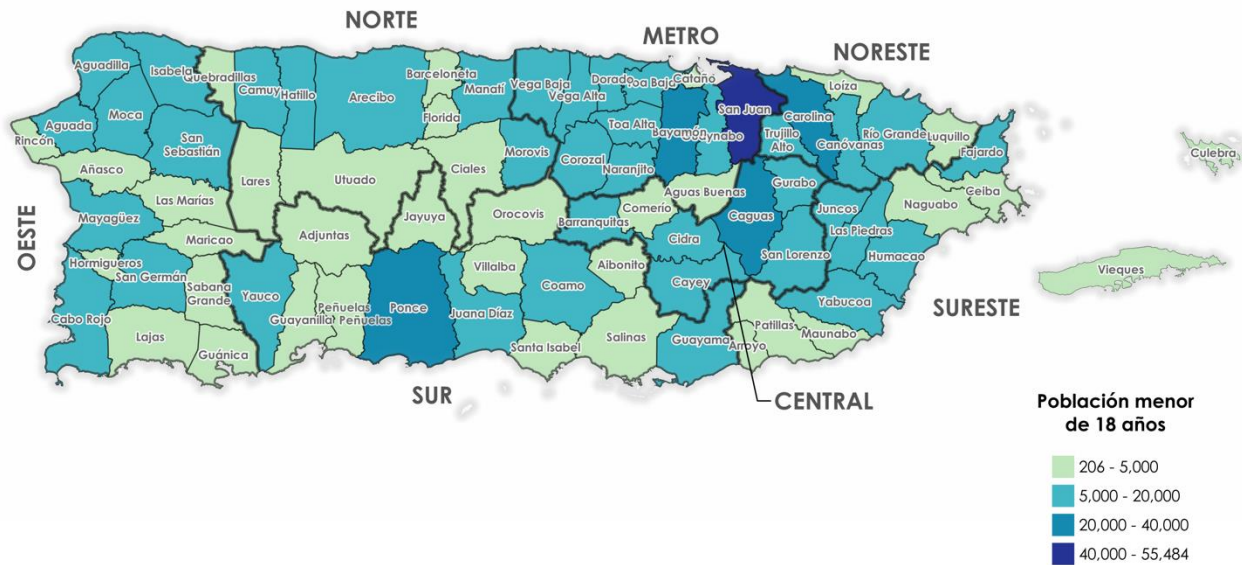 NORTE
METRO
NORESTE
Aguadilla
Isabela
Quebradillas
Camuy
Hatillo
Arecibo
Barceloneta
Manatí
Vega Baja
Vega Alta
Dorado
oa Baja
Cataño
San Juan
Loíza
Carolina
Moca
Florida
Toa Alta
Bayamón
uaynabo
Trujillo
Alto
Canóvanas
Río Grande
Luquillo
Fajardo
Culebra
Aguada
Rincón
San
Sebastián
Añasco
Lares
Utuado
Ciales
Morovis
Corozal
Naranjito
Aguas Buenas
Gurabo
Ceiba
Naguabo
Las Marías
Mayagüez
Jayuya
Orocovis
Barranquitas
Comerío
Caguas
Juncos
Las Piedras
Humacao
OESTE
Maricao
Adjuntas
Cidra
San Lorenzo
Hormigueros
San Germán
Sabana
Grande
Yauco
Villalba
Aibonito
Cayey
Vieques
Coamo
Guayanilla
Peñuelas
Peñuelas
Ponce
Juana Díaz
Yabucoa
SURESTE
Cabo Rojo
Lajas
Guánica
Santa Isabel
Salinas
Guayama
Arroyo
Patillas
Maunabo
SUR
CENTRAL
Población menor
de 18 años
206 - 5,000
5,000 - 20,000
20,000 - 40,000
40,000 - 55,484